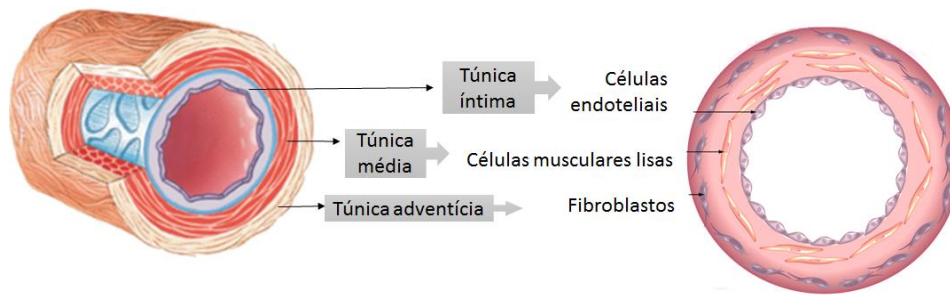 Túnica
íntima
Células
endoteliais
Túnica
média
Células musculares lisas
Túnica adventícia
Fibroblastos